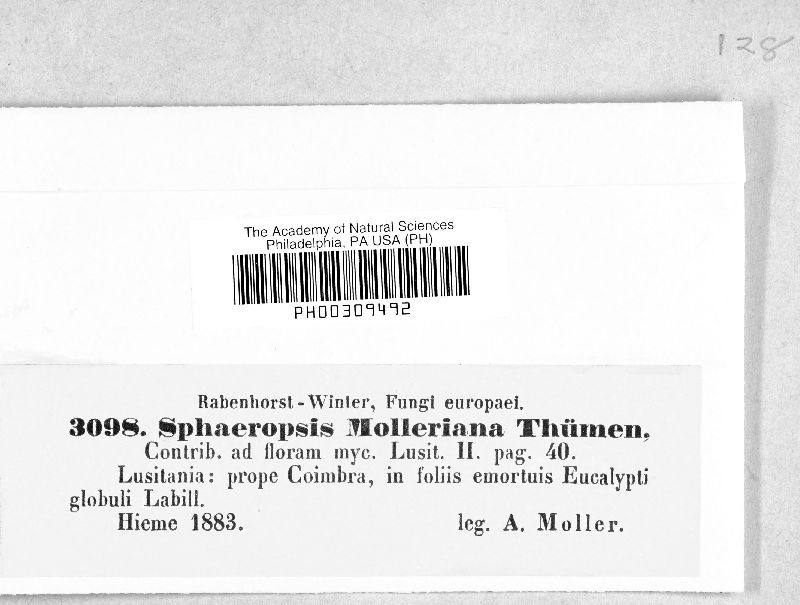 128
The Academy of Natural Sciences
Philadelphia, PA USA (PH)
PH00309492
Rabenhorst-Winter, Fungi europaei.
3098. Sphaeropsis Molleriana Thümen.
Contrib. ad floram myc. Lusit. II. pag. 40.
Lusitania: prope Coimbra, in foliis emortuis Eucalypti
globuli Labill.
Hieme 1883. leg. A. Moller.